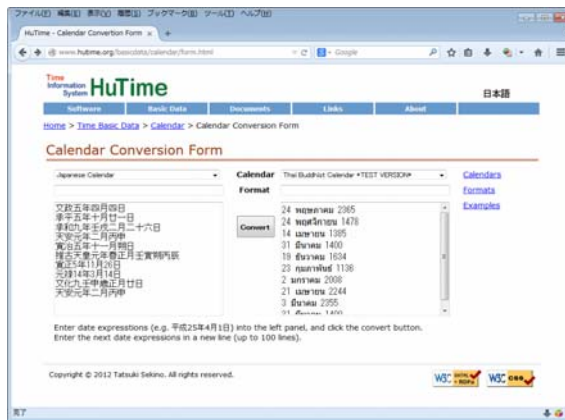 ファイル(F) 編集(E) 表示(V) 履歴(S) ブックマーク(B) ツール(T) ヘルプ(H)
HuTime - Calendar Convertion Form
www.hutime.org/basicdata/calendar/form.html
Google
Time Information System HuTime
日本語
Software Basic Data Documents Links About
Home > Time Basic Data > Calendar > Calendar Conversion Form
Calendar Conversion Form
Japanese Calendar Calendar Thai Buddhist Calendar *TEST VERSION* Calendars
Format Formats
Examples
Convert
文政五年四月四日
承平五年十月廿一日
承和九年壬戌二月二十六日
天安元年二月丙申
寛治五年十一月朔日
推古天皇元年春正月壬寅朔丙辰
寛正5年11月26日
元禄14年3月14日
文化九壬申歳正月廿日
天安元年二月丙申
24 พฤษภาคม 2365
24 พฤศจิกายน 1478
14 เมษายน 1385
31 มีนาคม 1400
19 ธันวาคม 1634
23 กุมภาพันธ์ 1136
2 มกราคม 2008
21 เมษายน 2244
3 มีนาคม 2355
31 มีนาคม 1400
Enter date expresstions (e.g. 平成25年4月1日) into the left panel, and click the convert button.
Enter the next date expressions in a new line (up to 100 lines).
Copyright © 2012 Tatsuki Sekino. All rights reserved.
W3C XHTML + RDFa W3C css
完了